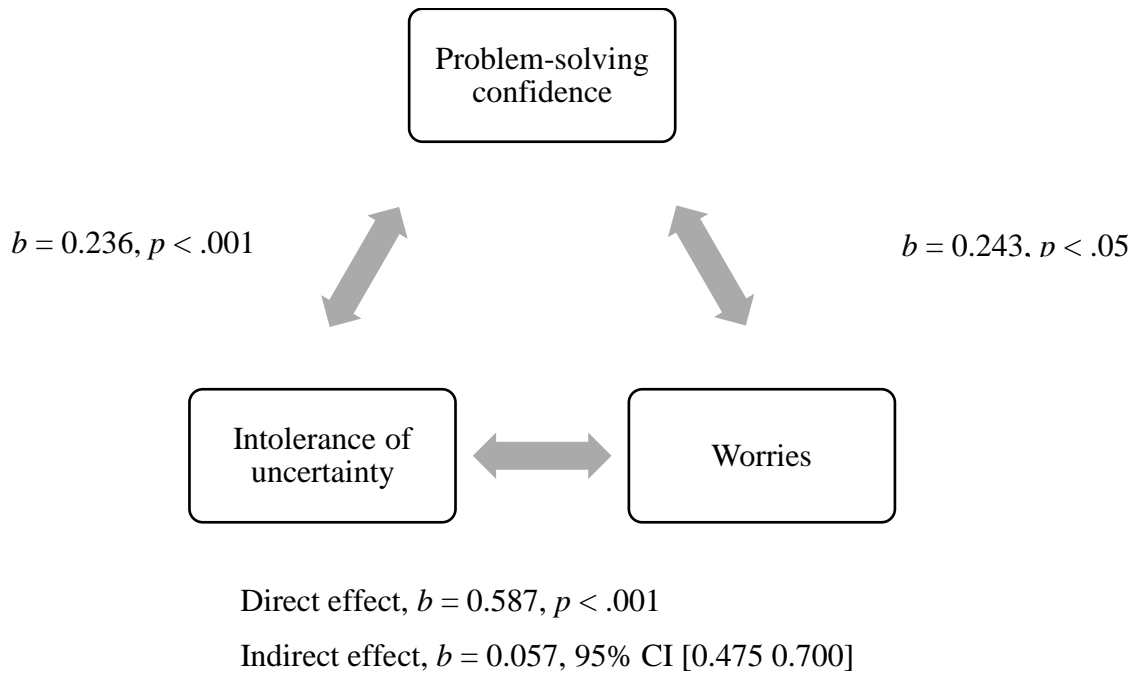 Problem-solving
confidence
b = 0.236, p < .001
b = 0.243, p < .05
Intolerance of
uncertainty
Worries
Direct effect, b = 0.587, p < .001
Indirect effect, b = 0.057, 95% CI [0.475 0.700]